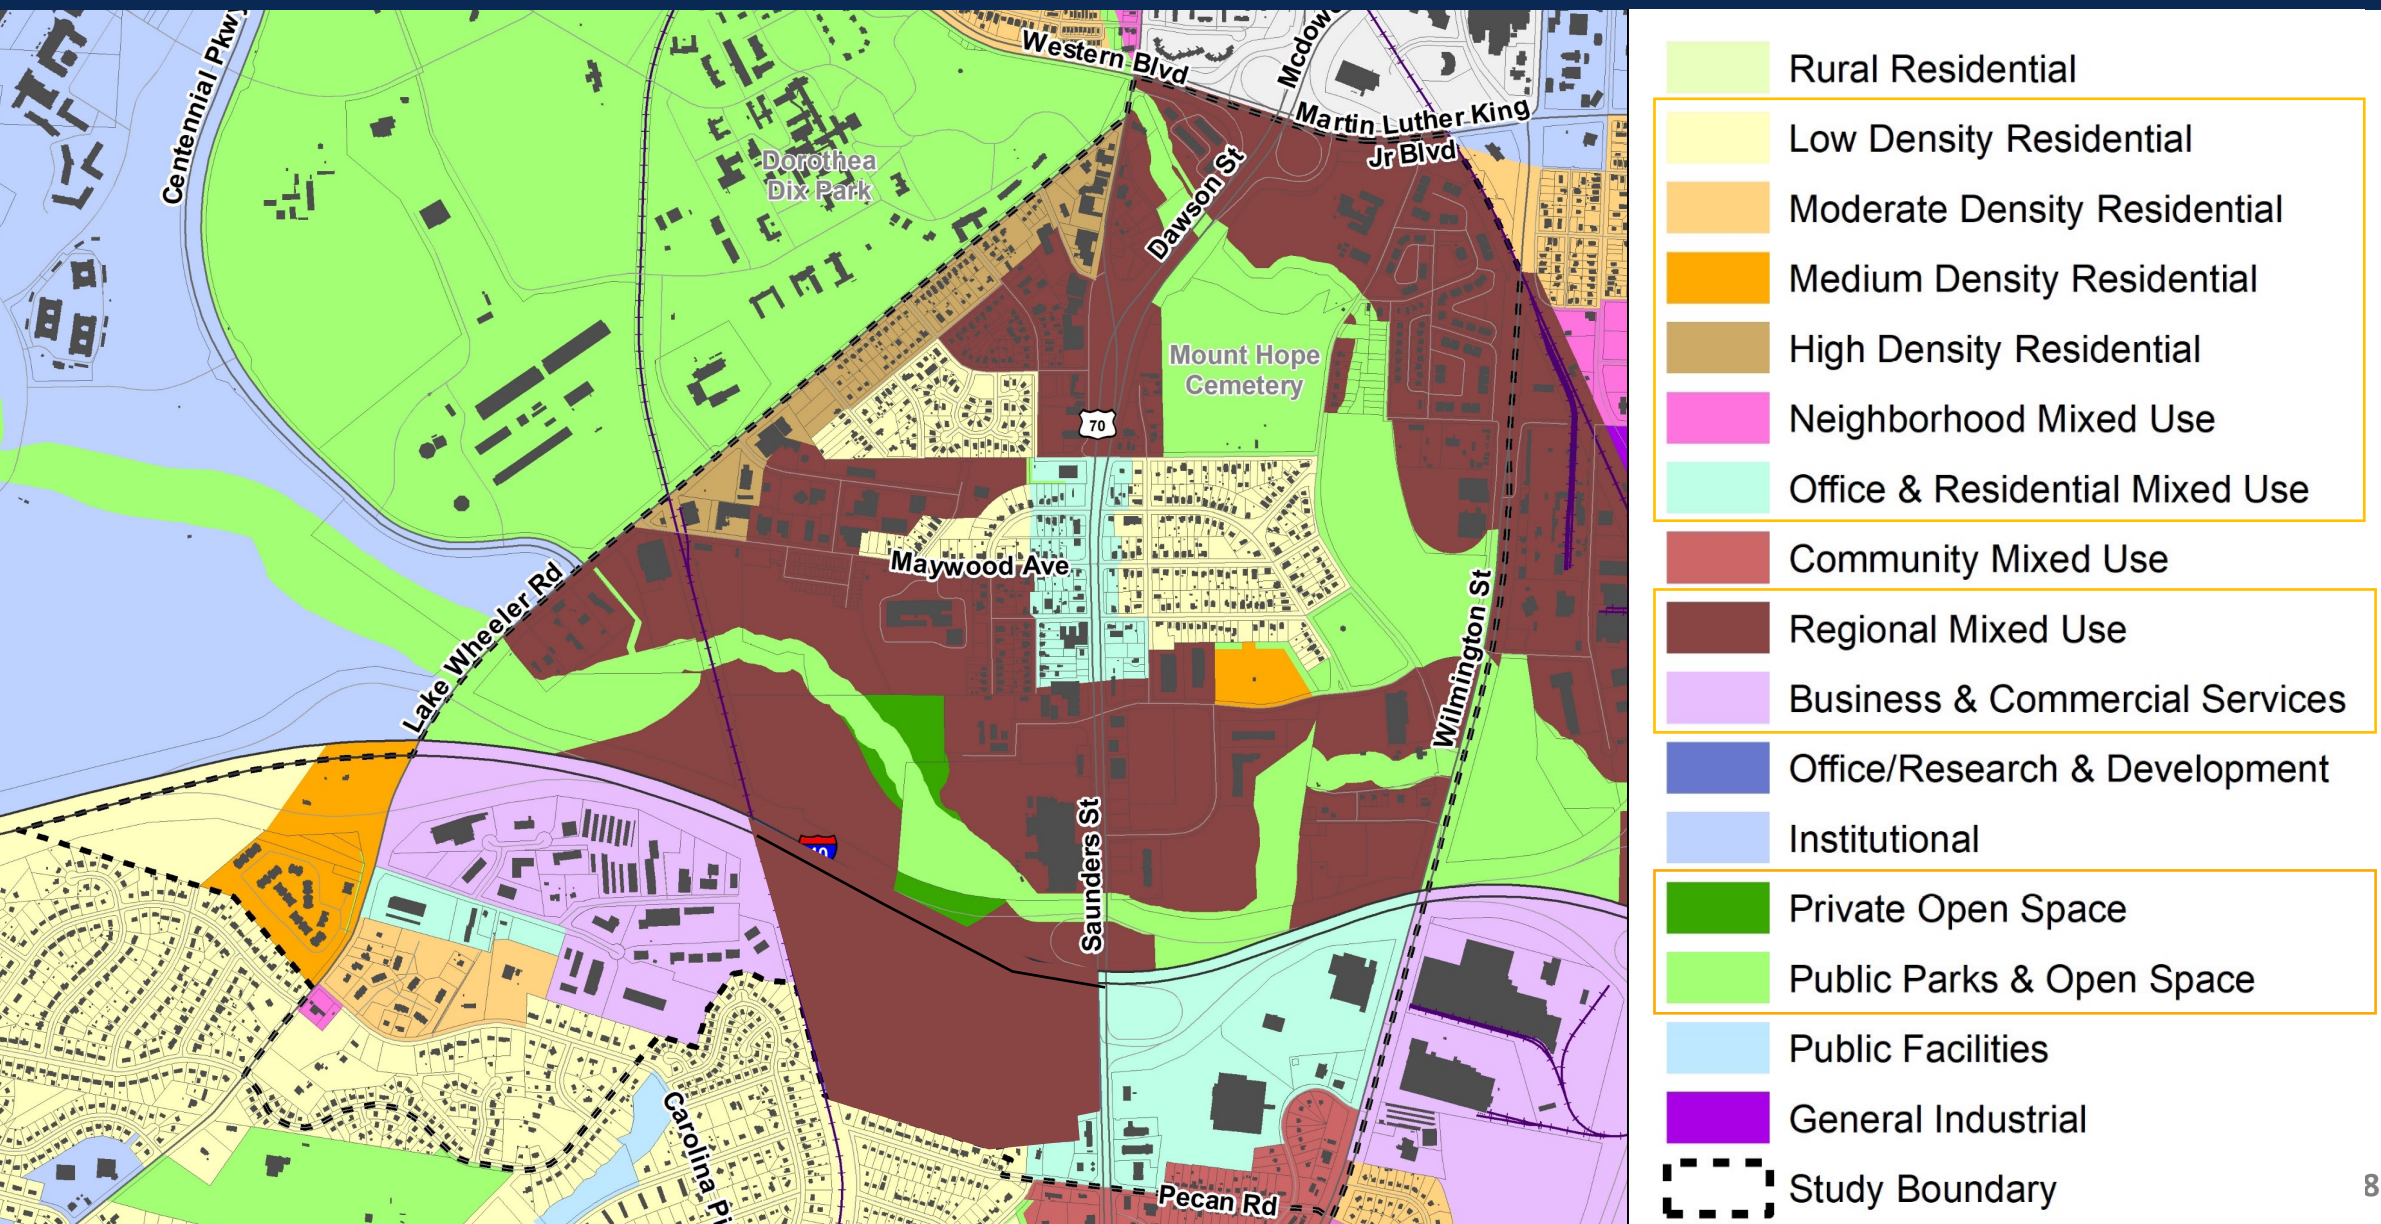 Centennial Pkwy
Western Blvd
Martin Luther King
Jr Blvd
Dorothea
Dix Park
Dawson St
Mount Hope
Cemetery
70
Maywood Ave
Lake Wheeler Rd
Wilmington St
Saunders St
Pecan Rd
Rural Residential
Low Density Residential
Moderate Density Residential
Medium Density Residential
High Density Residential
Neighborhood Mixed Use
Office & Residential Mixed Use
Community Mixed Use
Regional Mixed Use
Business & Commercial Services
Office/Research & Development
Institutional
Private Open Space
Public Parks & Open Space
Public Facilities
General Industrial
Study Boundary
8